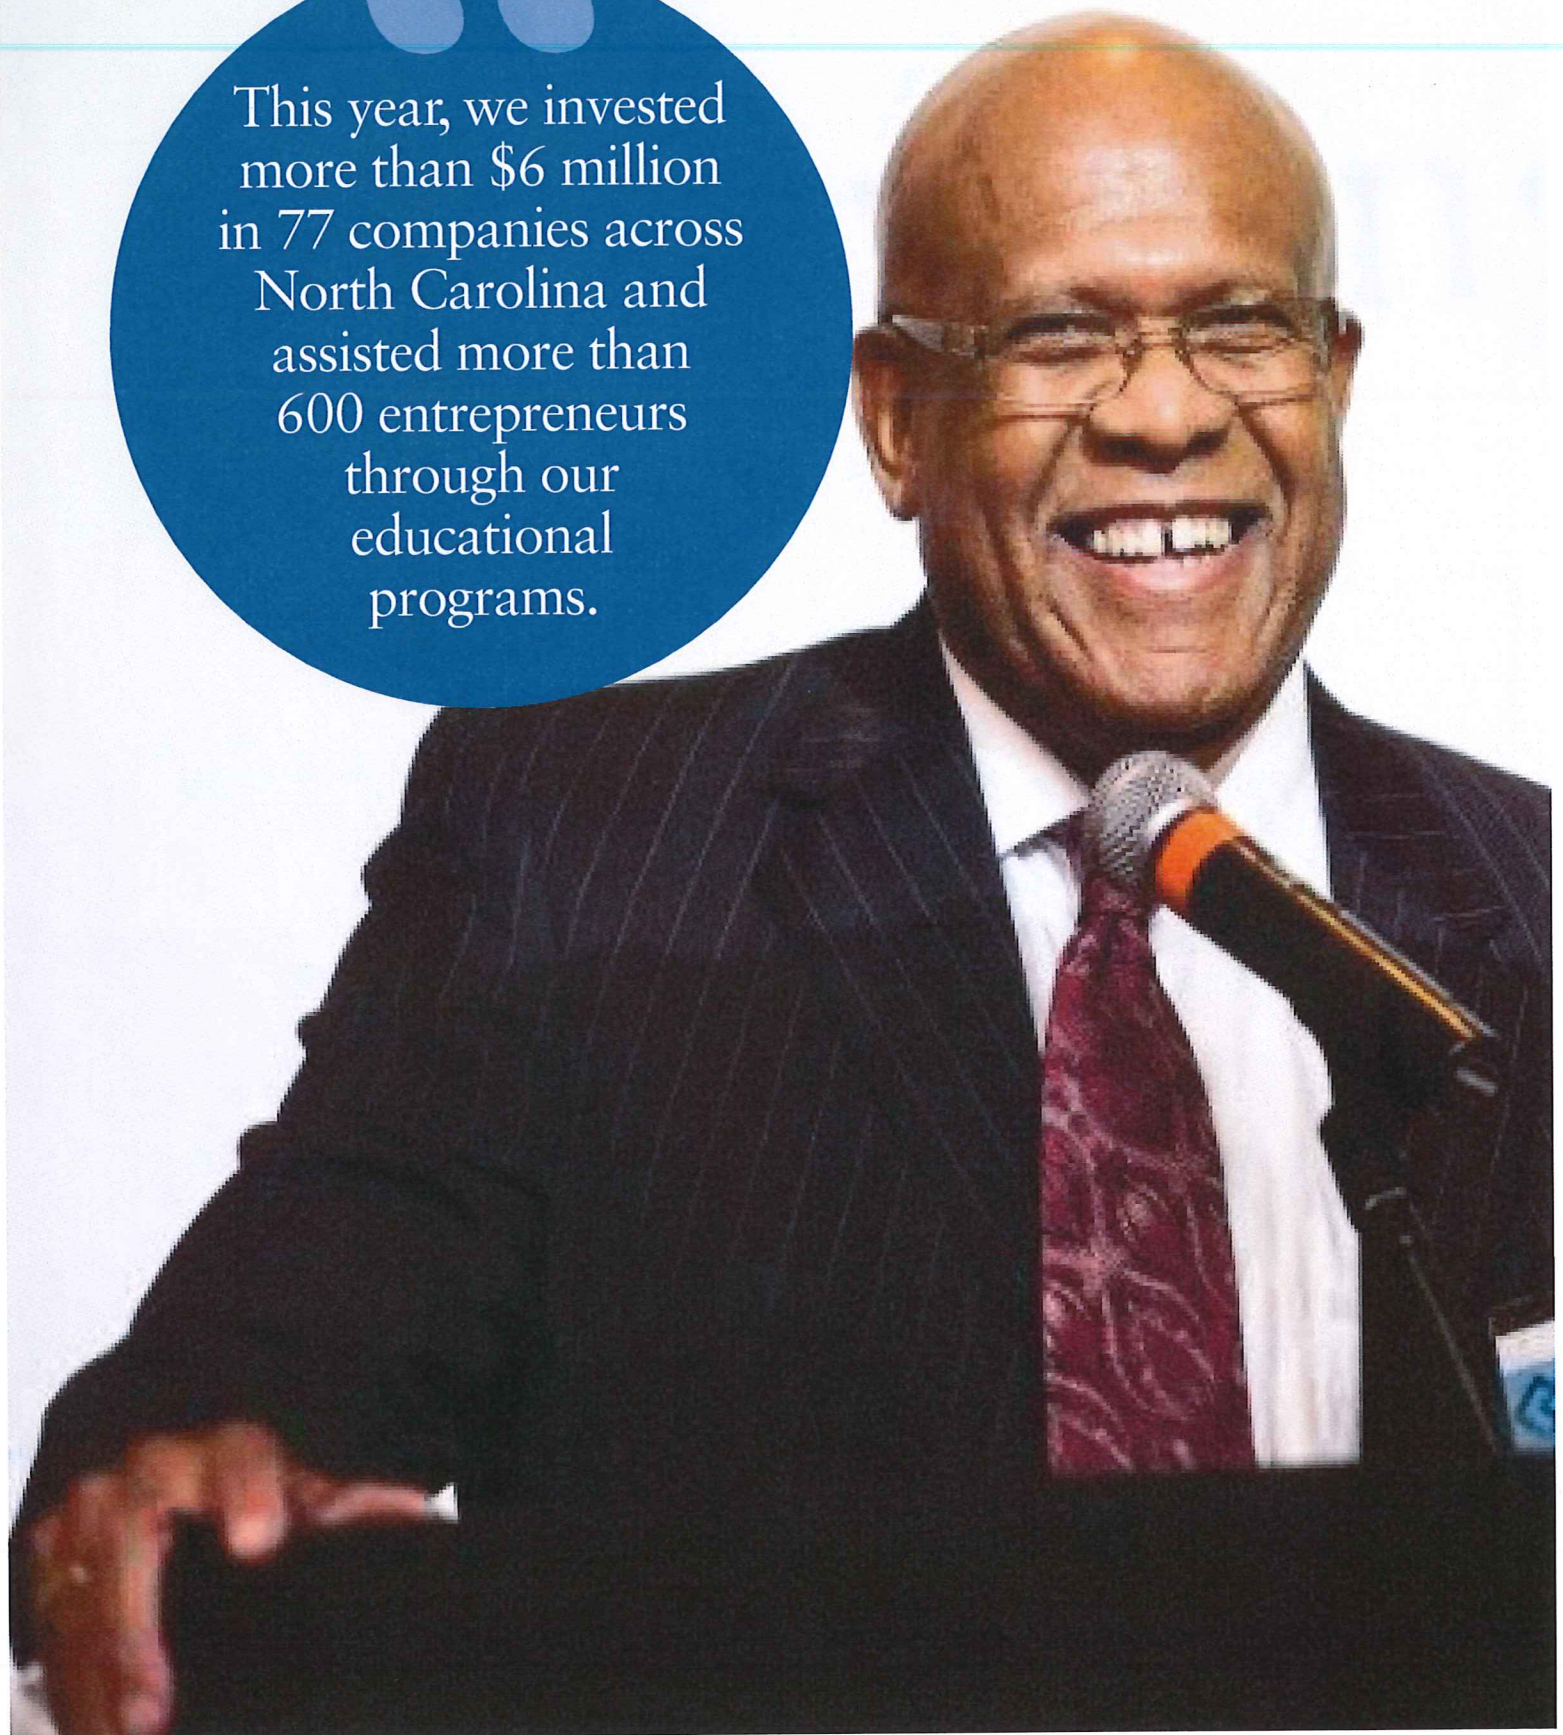 This year, we invested
more than $6 million
in 77 companies across
North Carolina and
assisted more than
600 entrepreneurs
through our
educational
programs.